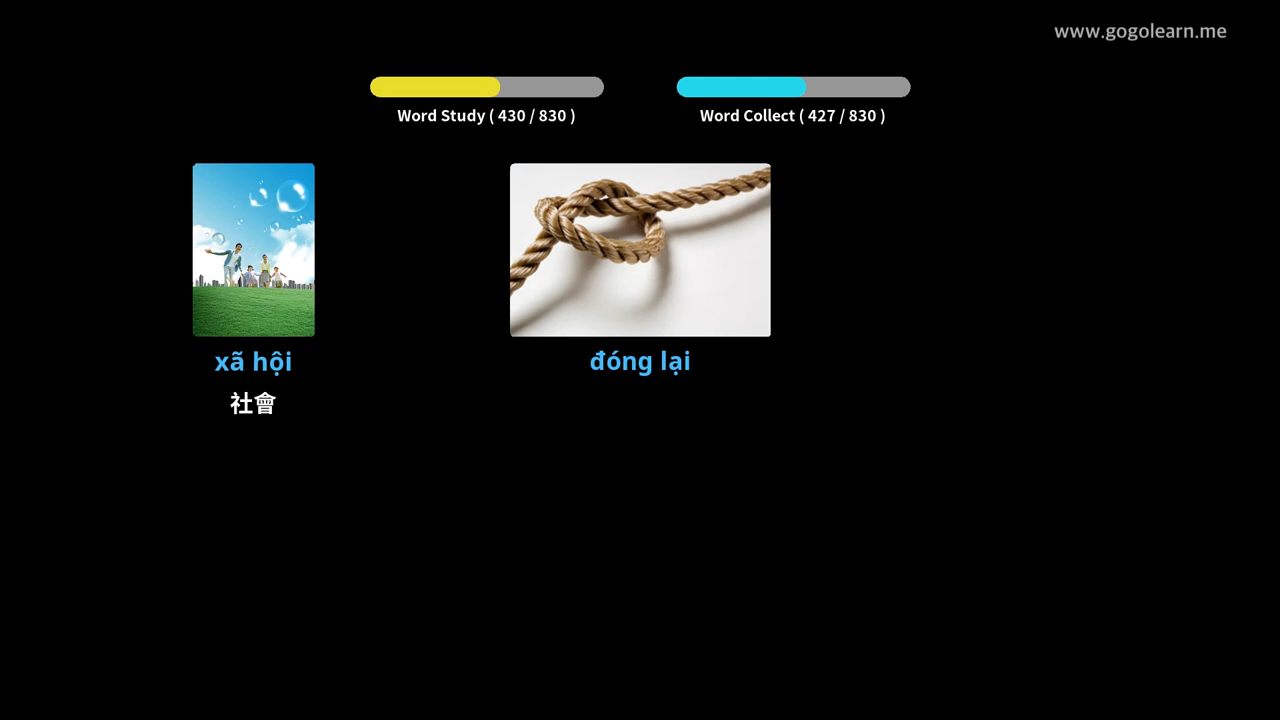 www.gogolearn.me
Word Study ( 430 / 830 )
Word Collect ( 427 / 830 )
xã hội
社會
đóng lại